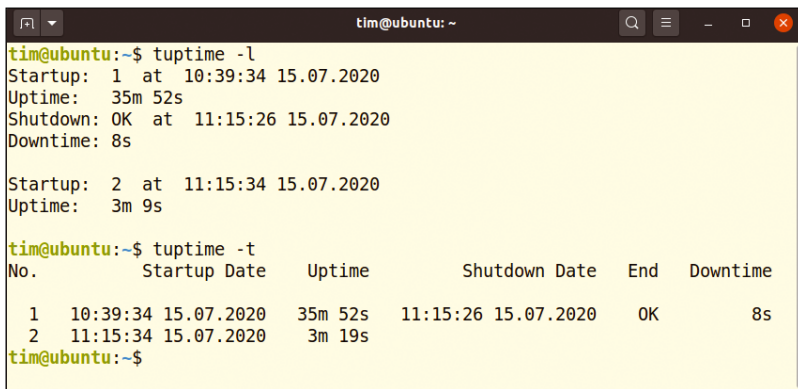 tim@ubuntu: ~
tim@ubuntu:~$ tuptime -l
Startup:  1  at  10:39:34 15.07.2020
Uptime:   35m 52s
Shutdown: OK  at  11:15:26 15.07.2020
Downtime: 8s
Startup:  2  at  11:15:34 15.07.2020
Uptime:   3m 9s
tim@ubuntu:~$ tuptime -t
No.          Startup Date    Uptime         Shutdown Date   End   Downtime
1   10:39:34 15.07.2020   35m 52s   11:15:26 15.07.2020    OK         8s
2   11:15:34 15.07.2020    3m 19s
tim@ubuntu:~$